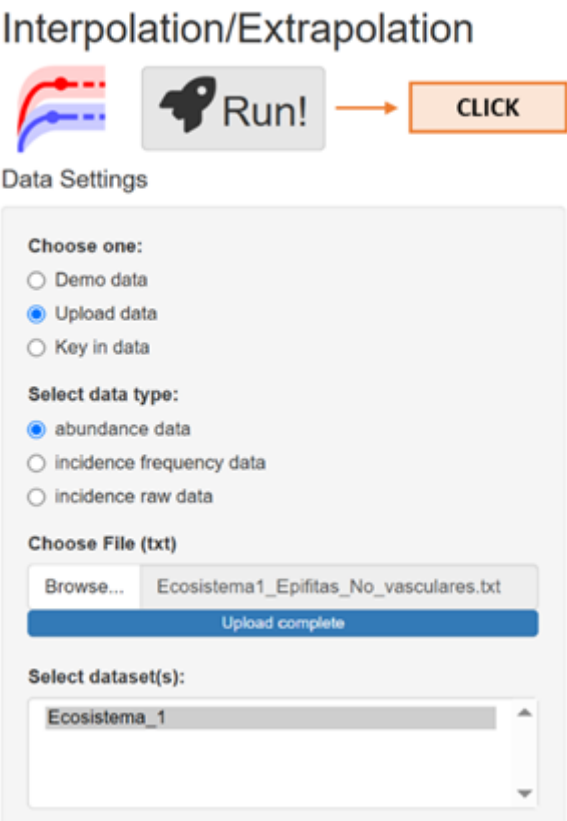 Interpolation/Extrapolation
Run!
CLICK
Data Settings
Choose one:
Demo data
Upload data
Key in data
Select data type:
abundance data
incidence frequency data
incidence raw data
Choose File (txt)
Browse... Ecosistema1_Epifitas_No_vasculares.txt
Upload complete
Select dataset(s):
Ecosistema_1